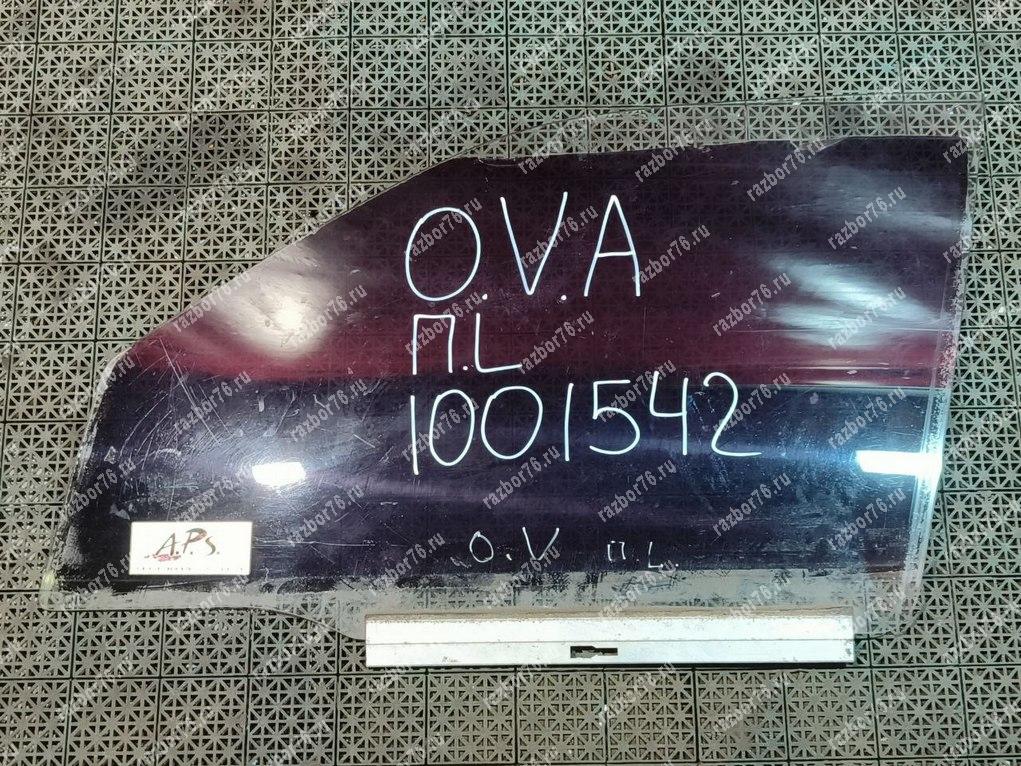 O.V.A
П.L
1001542
O.V П.L.
A.P.S.
razbor76.ru